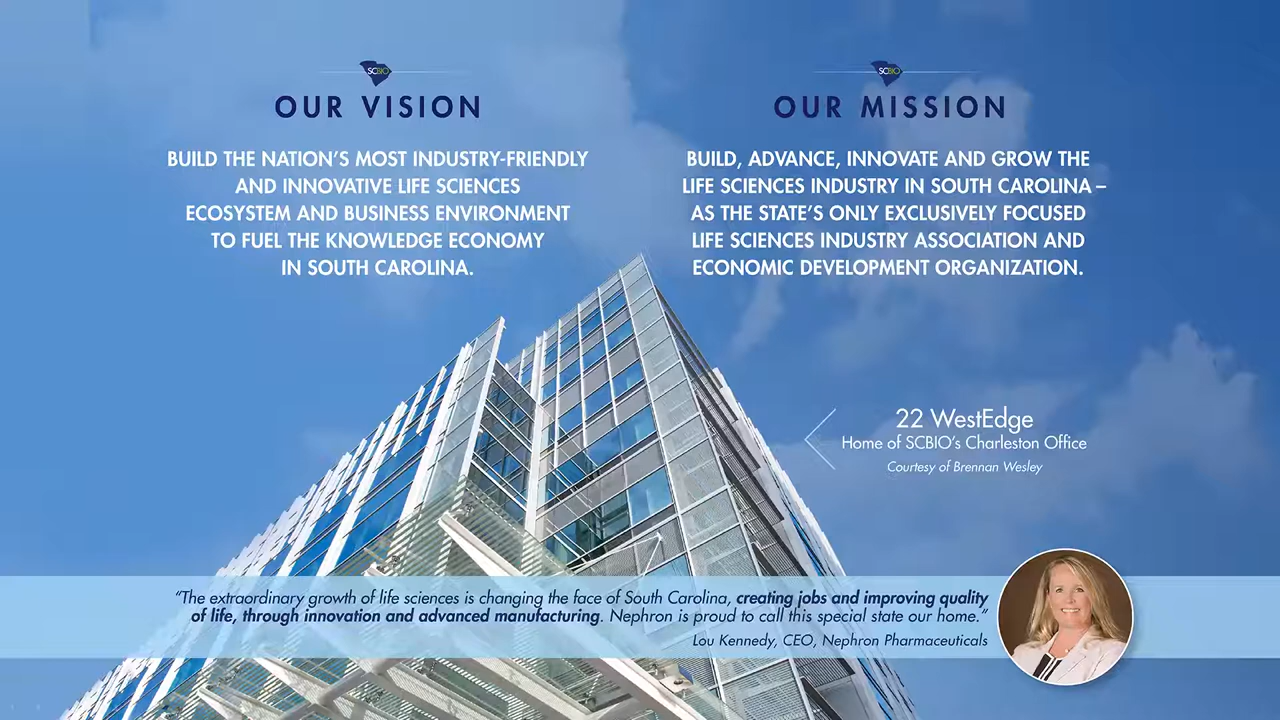 SCBIO
OUR VISION
BUILD THE NATION'S MOST INDUSTRY-FRIENDLY
AND INNOVATIVE LIFE SCIENCES
ECOSYSTEM AND BUSINESS ENVIRONMENT
TO FUEL THE KNOWLEDGE ECONOMY
IN SOUTH CAROLINA.
SCBIO
OUR MISSION
BUILD, ADVANCE, INNOVATE AND GROW THE
LIFE SCIENCES INDUSTRY IN SOUTH CAROLINA –
AS THE STATE'S ONLY EXCLUSIVELY FOCUSED
LIFE SCIENCES INDUSTRY ASSOCIATION AND
ECONOMIC DEVELOPMENT ORGANIZATION.
22 WestEdge
Home of SCBIO's Charleston Office
Courtesy of Brennan Wesley
“The extraordinary growth of life sciences is changing the face of South Carolina, creating jobs and improving quality
of life, through innovation and advanced manufacturing. Nephron is proud to call this special state our home.”
Lou Kennedy, CEO, Nephron Pharmaceuticals